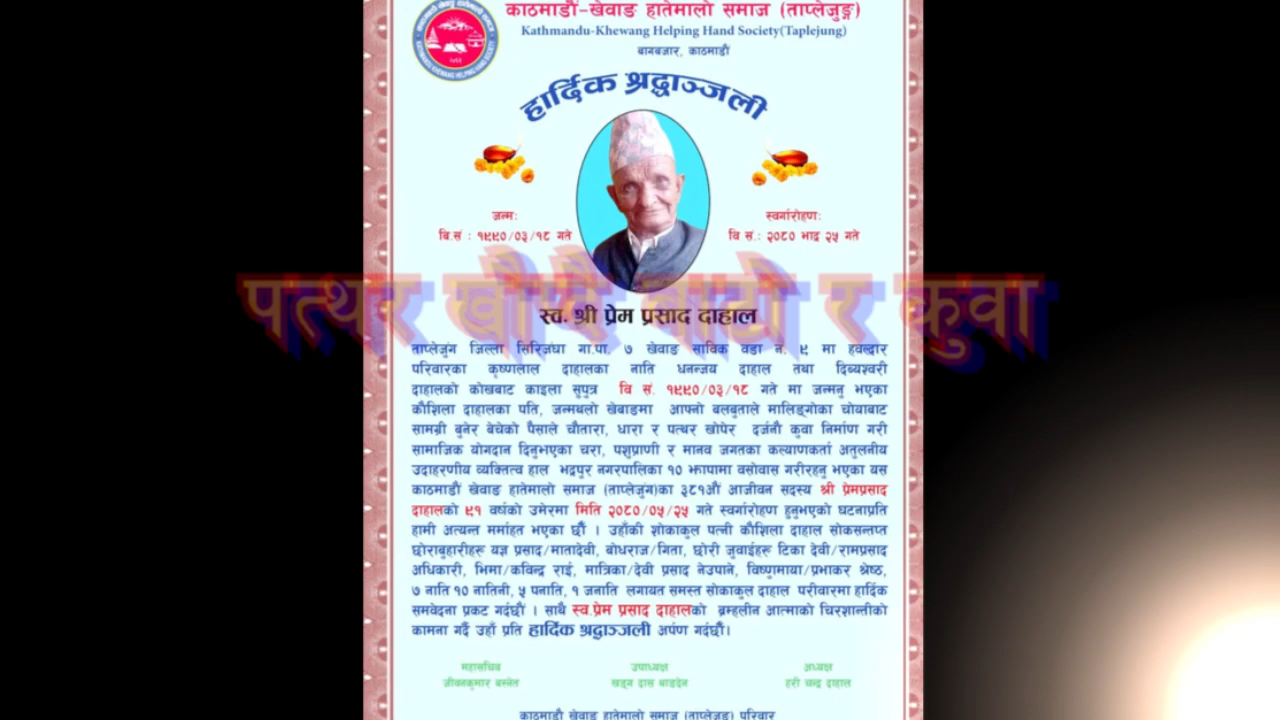 काठमाडौं-खेवाङ हातेमालो समाज (ताप्लेजुङ्ग)
Kathmandu-Khewang Helping Hand Society(Taplejung)
बागबजार, काठमाडौं
हार्दिक श्रद्धाञ्जली
जन्म:
बि.सं : १९९०/०३/१८ गते
स्वर्गारोहण:
वि सं.: २०८० भाद्र २५ गते
पत्थर खोप्दै बाटो र कुवा
स्व. श्री प्रेम प्रसाद दाहाल
ताप्लेजुंग जिल्ला सिरिजंघा गा.पा. ७ खेवाङ साविक वडा नं. ९ मा हवल्दार
परिवारका कृष्णलाल दाहालका नाति धनन्जय दाहाल तथा दिब्यश्वरी
दाहालको कोखबाट काइला सुपुत्र वि सं. १९९०/०३/१८ गते मा जन्मनु भएका
कौशिला दाहालका पति, जन्मथलो खेवाङमा आफ्नो बलबुताले मालिङ्गोका चोयाबाट
सामग्री बुनेर बेचेको पैसाले चौतारा, धारा र पत्थर खोपेर दर्जनौ कुवा निर्माण गरी
सामाजिक योगदान दिनुभएका चरा, पशुप्राणी र मानव जगतका कल्याणकर्ता अतुलनीय
उदाहरणीय व्यक्तित्व हाल भद्रपुर नगरपालिका १० झापामा वसोवास गरीरहनु भएका यस
काठमाडौं खेवाङ हातेमालो समाज (ताप्लेजुंग)का ३८१औं आजीवन सदस्य श्री प्रेमप्रसाद
दाहालको ९१ वर्षको उमेरमा मिति २०८०/०५/२५ गते स्वर्गारोहण हुनुभएको घटनाप्रति
हामी अत्यन्त मर्माहत भएका छौं । उहाँकी शोकाकुल पत्नी कौशिला दाहाल सोकसन्तप्त
छोराबुहारीहरू यज्ञ प्रसाद/मातादेवी, बोधराज/गिता, छोरी जुवाईहरू टिका देवी/रामप्रसाद
अधिकारी, भिमा/कविन्द्र राई, मात्रिका/देवी प्रसाद नेउपाने, विष्णुमाया/प्रभाकर श्रेष्ठ,
७ नाति १० नातिनी, ५ पनाति, १ जनाति लगायत समस्त सोकाकुल दाहाल परीवारमा हार्दिक
समवेदना प्रकट गर्दछौं । साथै स्व.प्रेम प्रसाद दाहालको ब्रम्हलीन आत्माको चिरशान्तीको
कामना गर्दै उहाँ प्रति हार्दिक श्रद्धाञ्जली अर्पण गर्दछौं।
महासचिव
जीवनकुमार बस्नेत
उपाध्यक्ष
खड्ग दास थाङदेन
अध्यक्ष
हरी चन्द्र दाहाल
काठमाडौं खेवाङ हातेमालो समाज (ताप्लेजुङ) परिवार